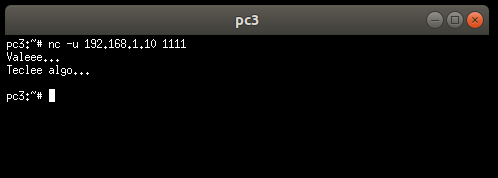 pc3
pc3:~# nc -u 192.168.1.10 1111
Valeee...
Teclee algo...
pc3:~#